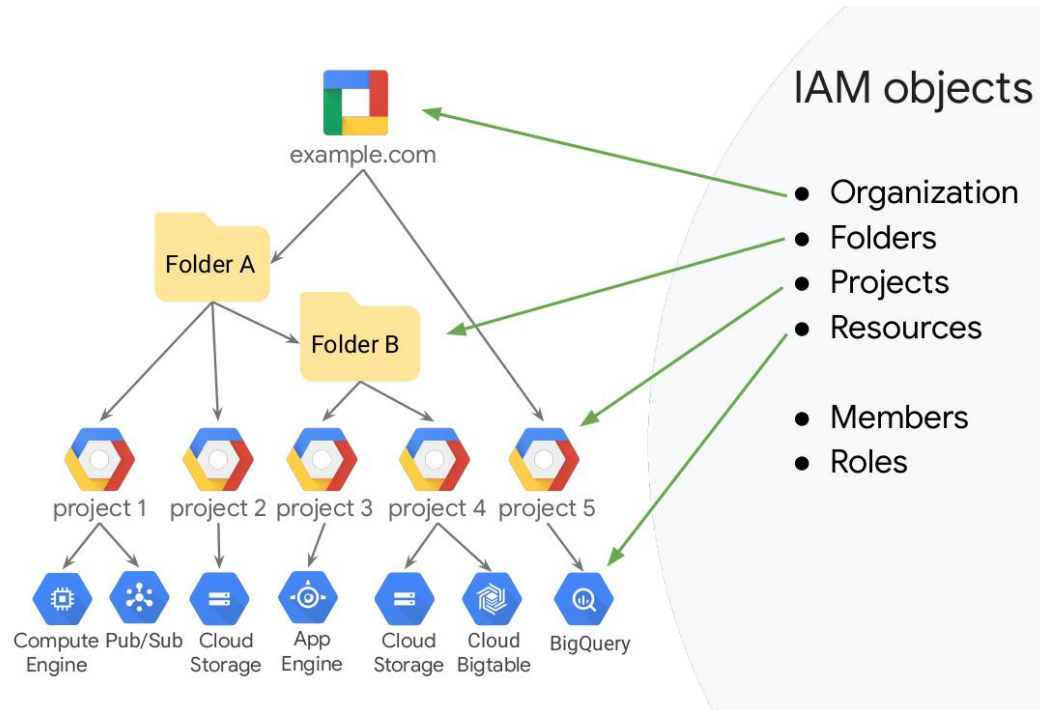 IAM objects
example.com
Folder A
Folder B
project 1
project 2
project 3
project 4
project 5
Compute
Engine
Pub/Sub
Cloud
Storage
App
Engine
Cloud
Storage
Cloud
Bigtable
BigQuery
● Organization
● Folders
● Projects
● Resources
● Members
● Roles